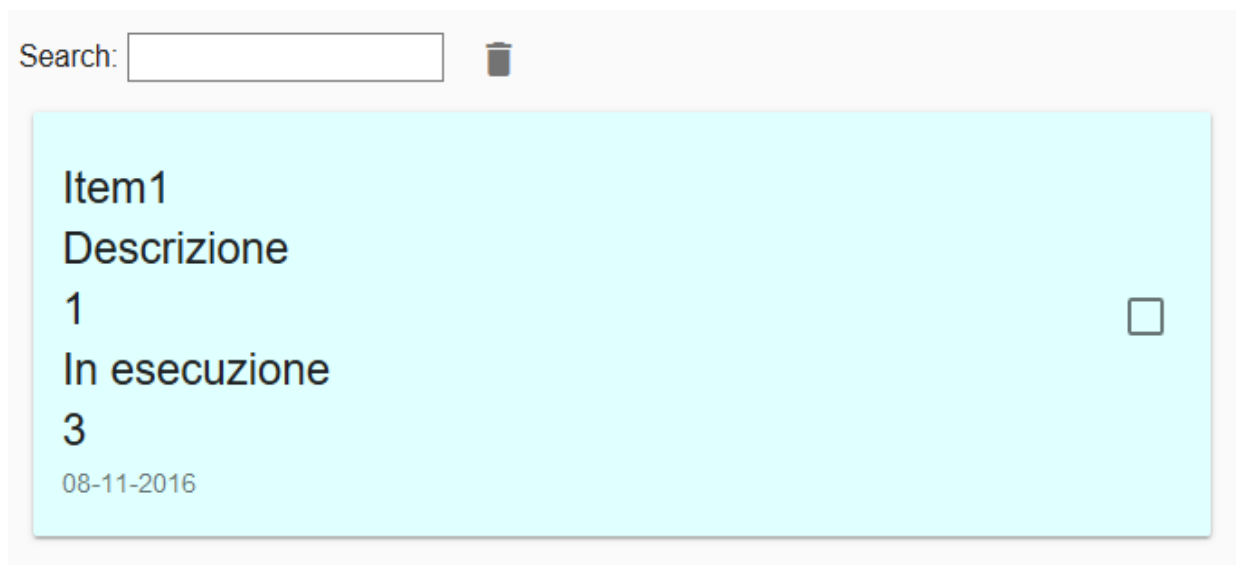 Search:
Item1
Descrizione
1
In esecuzione
3
08-11-2016